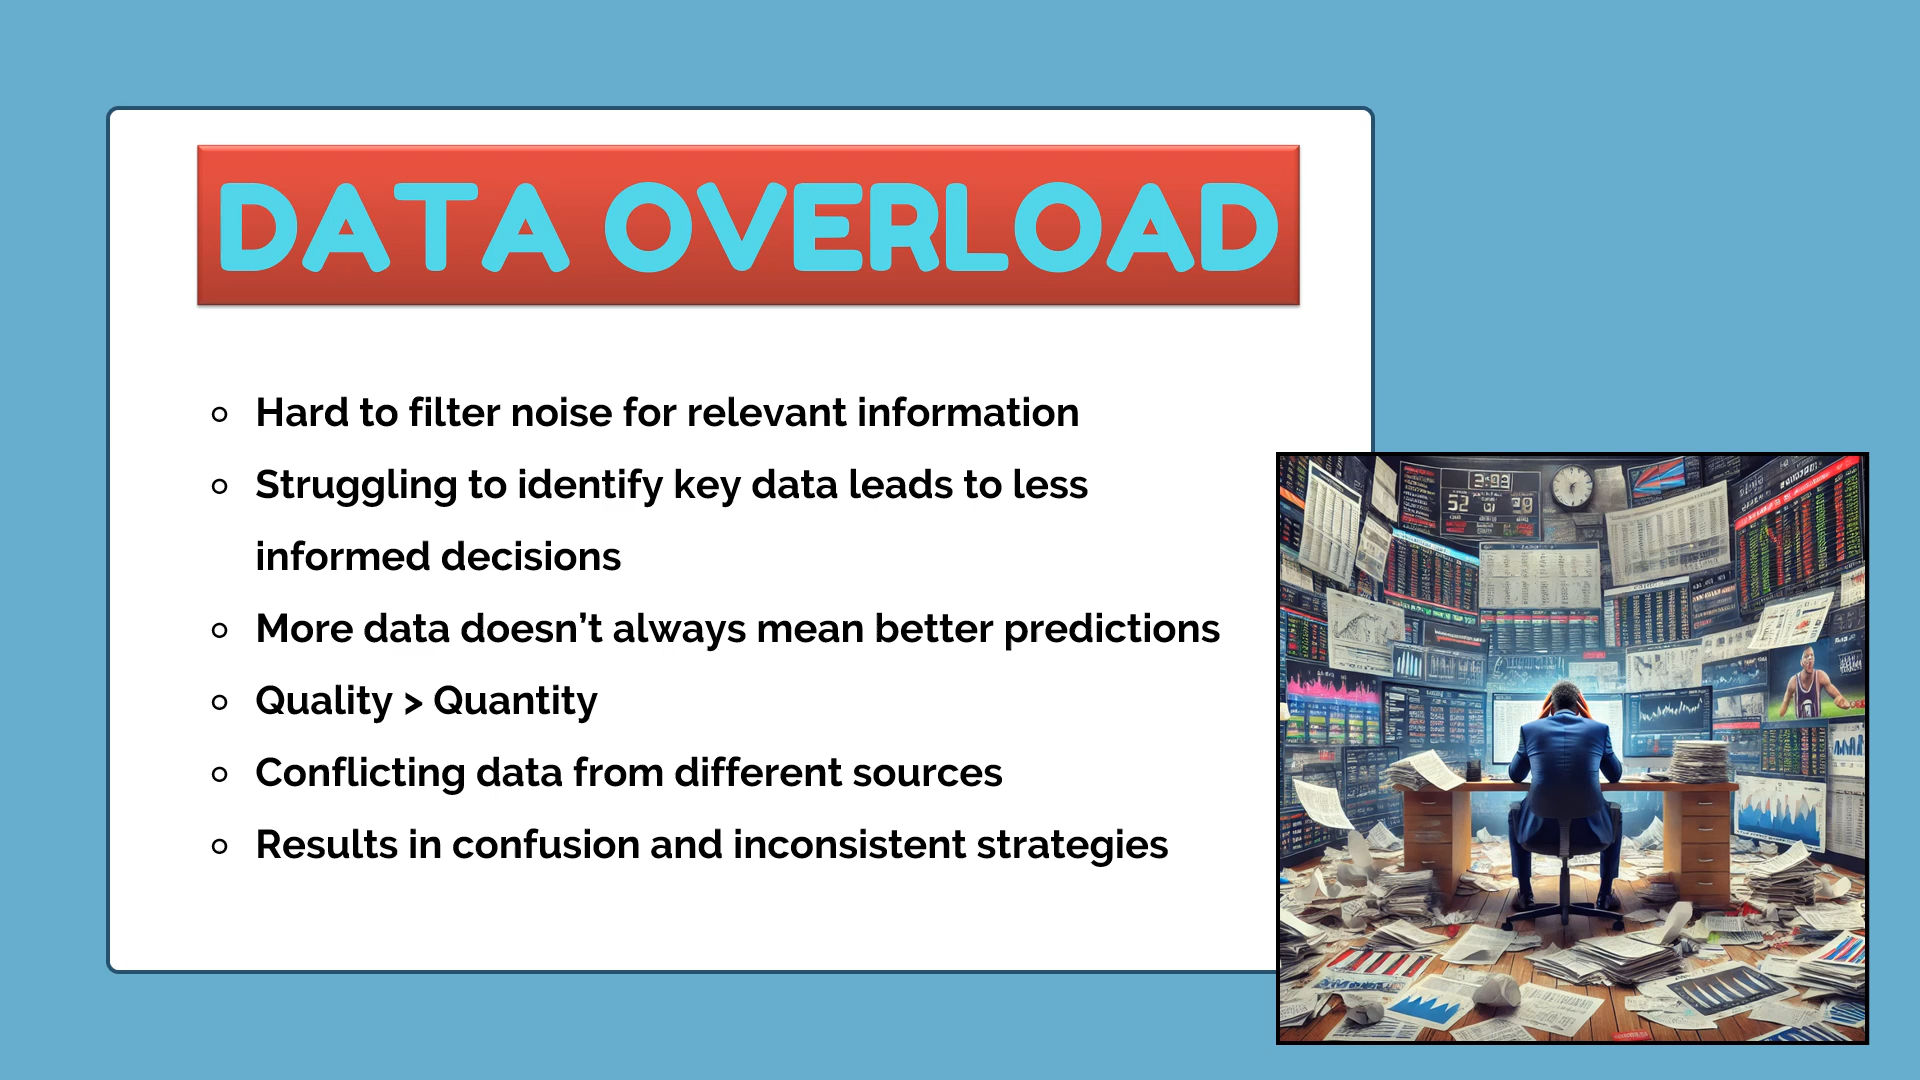 DATA OVERLOAD
Hard to filter noise for relevant information
Struggling to identify key data leads to less
informed decisions
More data doesn’t always mean better predictions
Quality > Quantity
Conflicting data from different sources
Results in confusion and inconsistent strategies